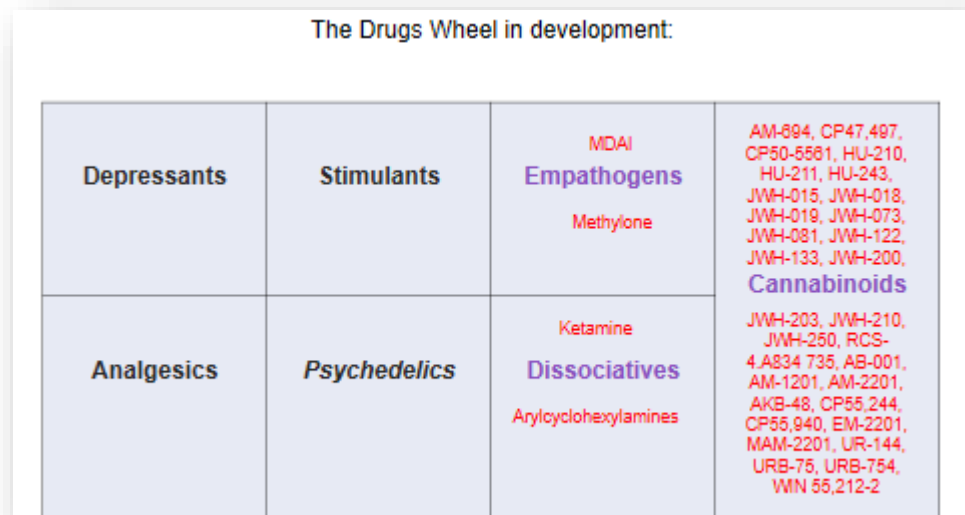 The Drugs Wheel in development:
Depressants
Stimulants
MDAI
Empathogens
Methylone
AM-694, CP47,497,
CP50-5561, HU-210,
HU-211, HU-243,
JWH-015, JWH-018,
JWH-019, JWH-073,
JWH-081, JWH-122,
JWH-133, JWH-200,
Cannabinoids
JWH-203, JWH-210,
JWH-250, RCS-
4.A834 735, AB-001,
AM-1201, AM-2201,
AKB-48, CP55,244,
CP55,940, EM-2201,
MAM-2201, UR-144,
URB-75, URB-754,
WIN 55,212-2
Analgesics
Psychedelics
Ketamine
Dissociatives
Arylcyclohexylamines